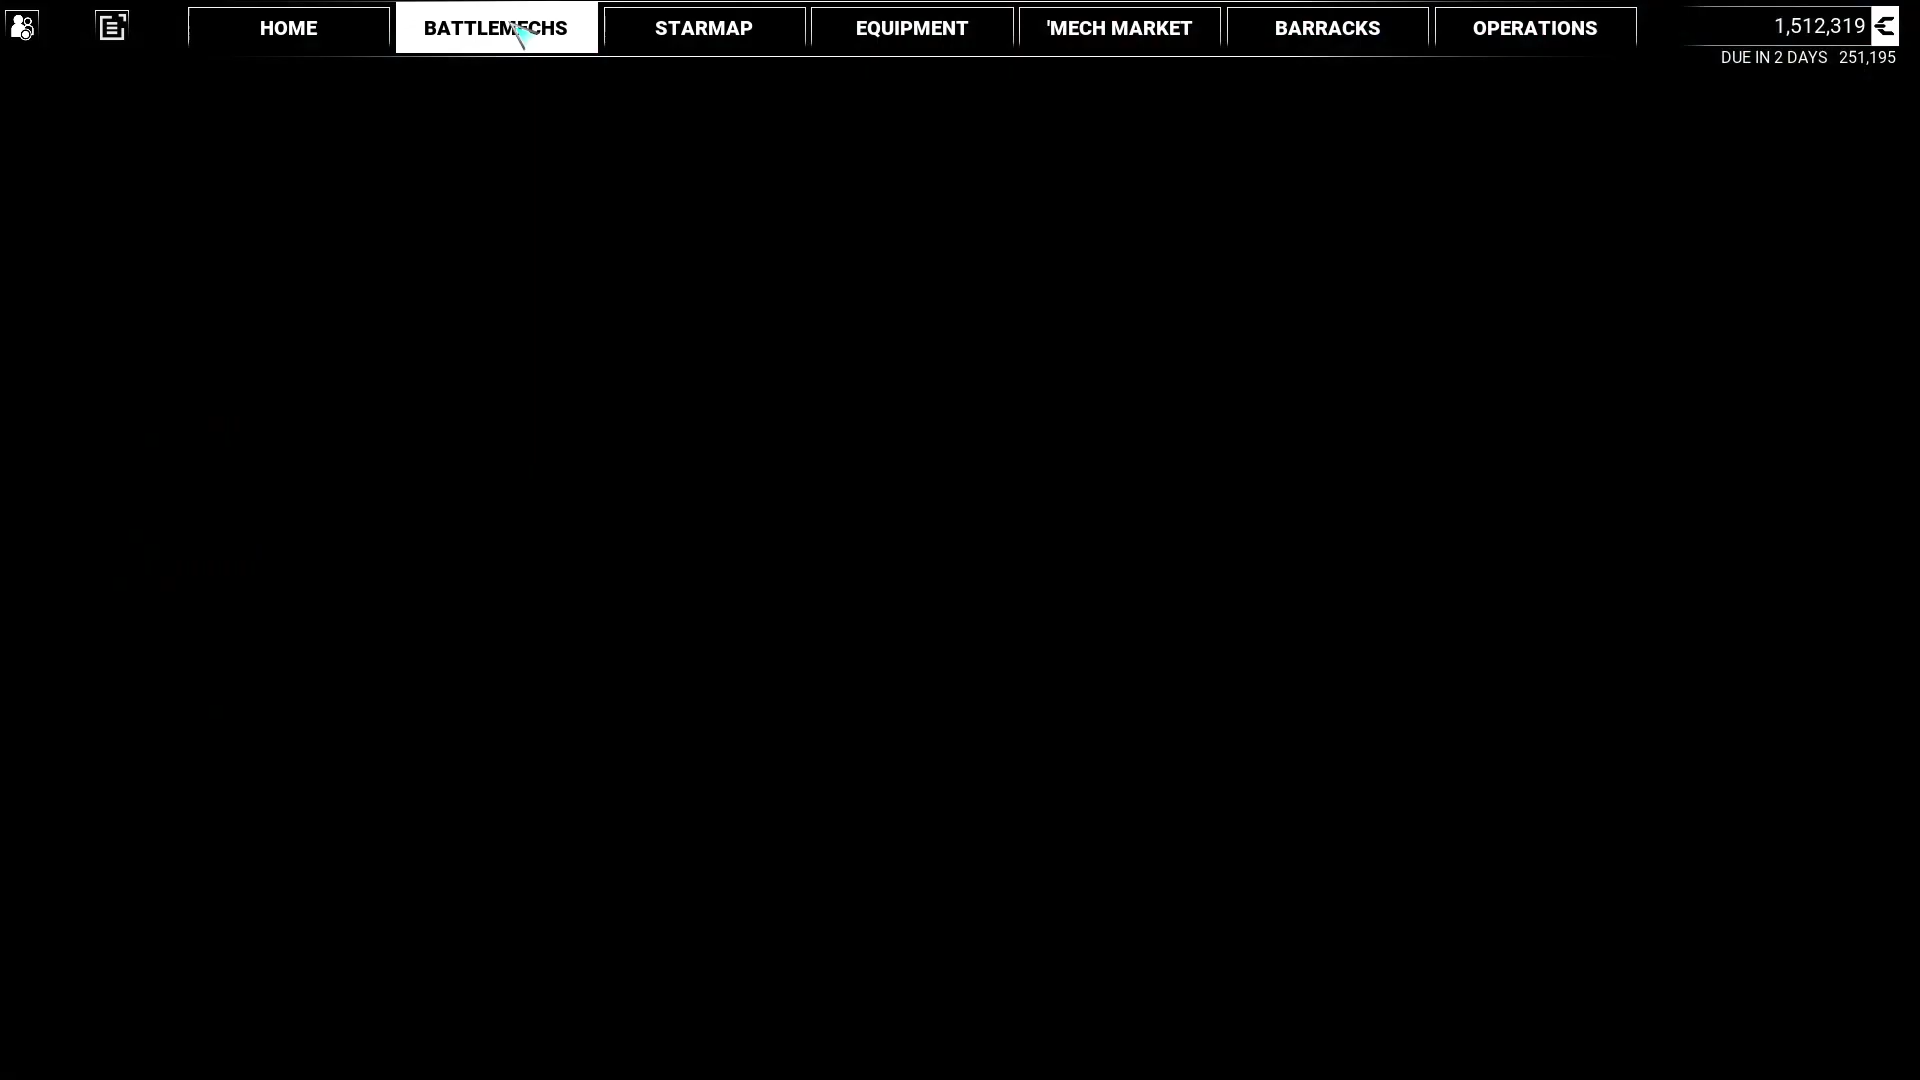 HOME
BATTLEMECHS
STARMAP
EQUIPMENT
'MECH MARKET
BARRACKS
OPERATIONS
1,512,319
DUE IN 2 DAYS 251,195